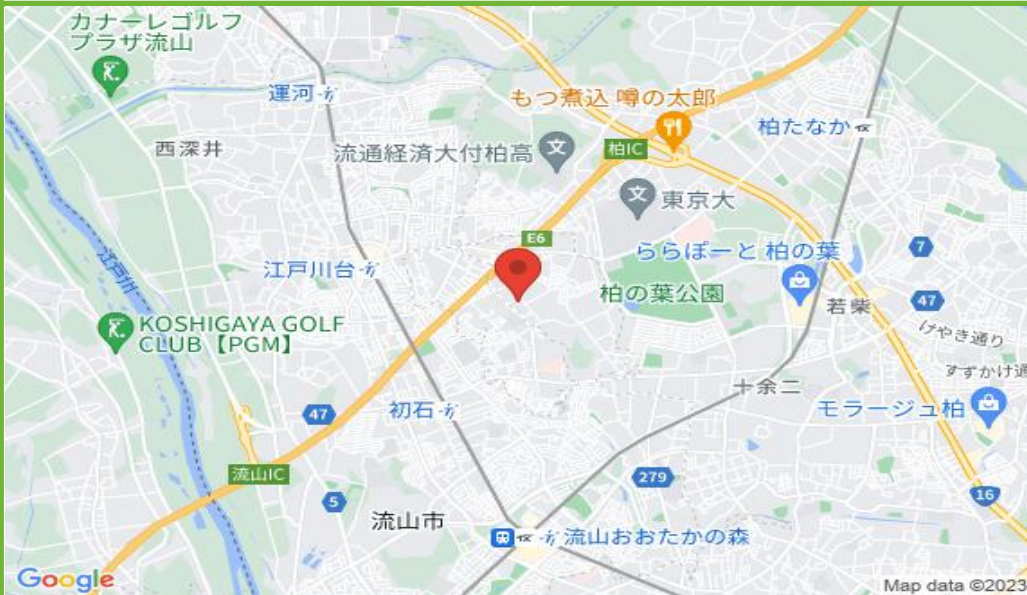 カナーレゴルフ
プラザ流山
運河
もつ煮込 噂の太郎
柏たなか
西深井
流通経済大付柏高
文
柏IC
文
東京大
E6
ららぽーと 柏の葉
7
江戸川
江戸川台
柏の葉公園
47
若柴
KOSHIGAYA GOLF
CLUB【PGM】
けやき通り
すずかけ通
十余二
47
初石
モラージュ柏
流山IC
279
5
16
流山市
流山おおたかの森
Google
Map data ©2023